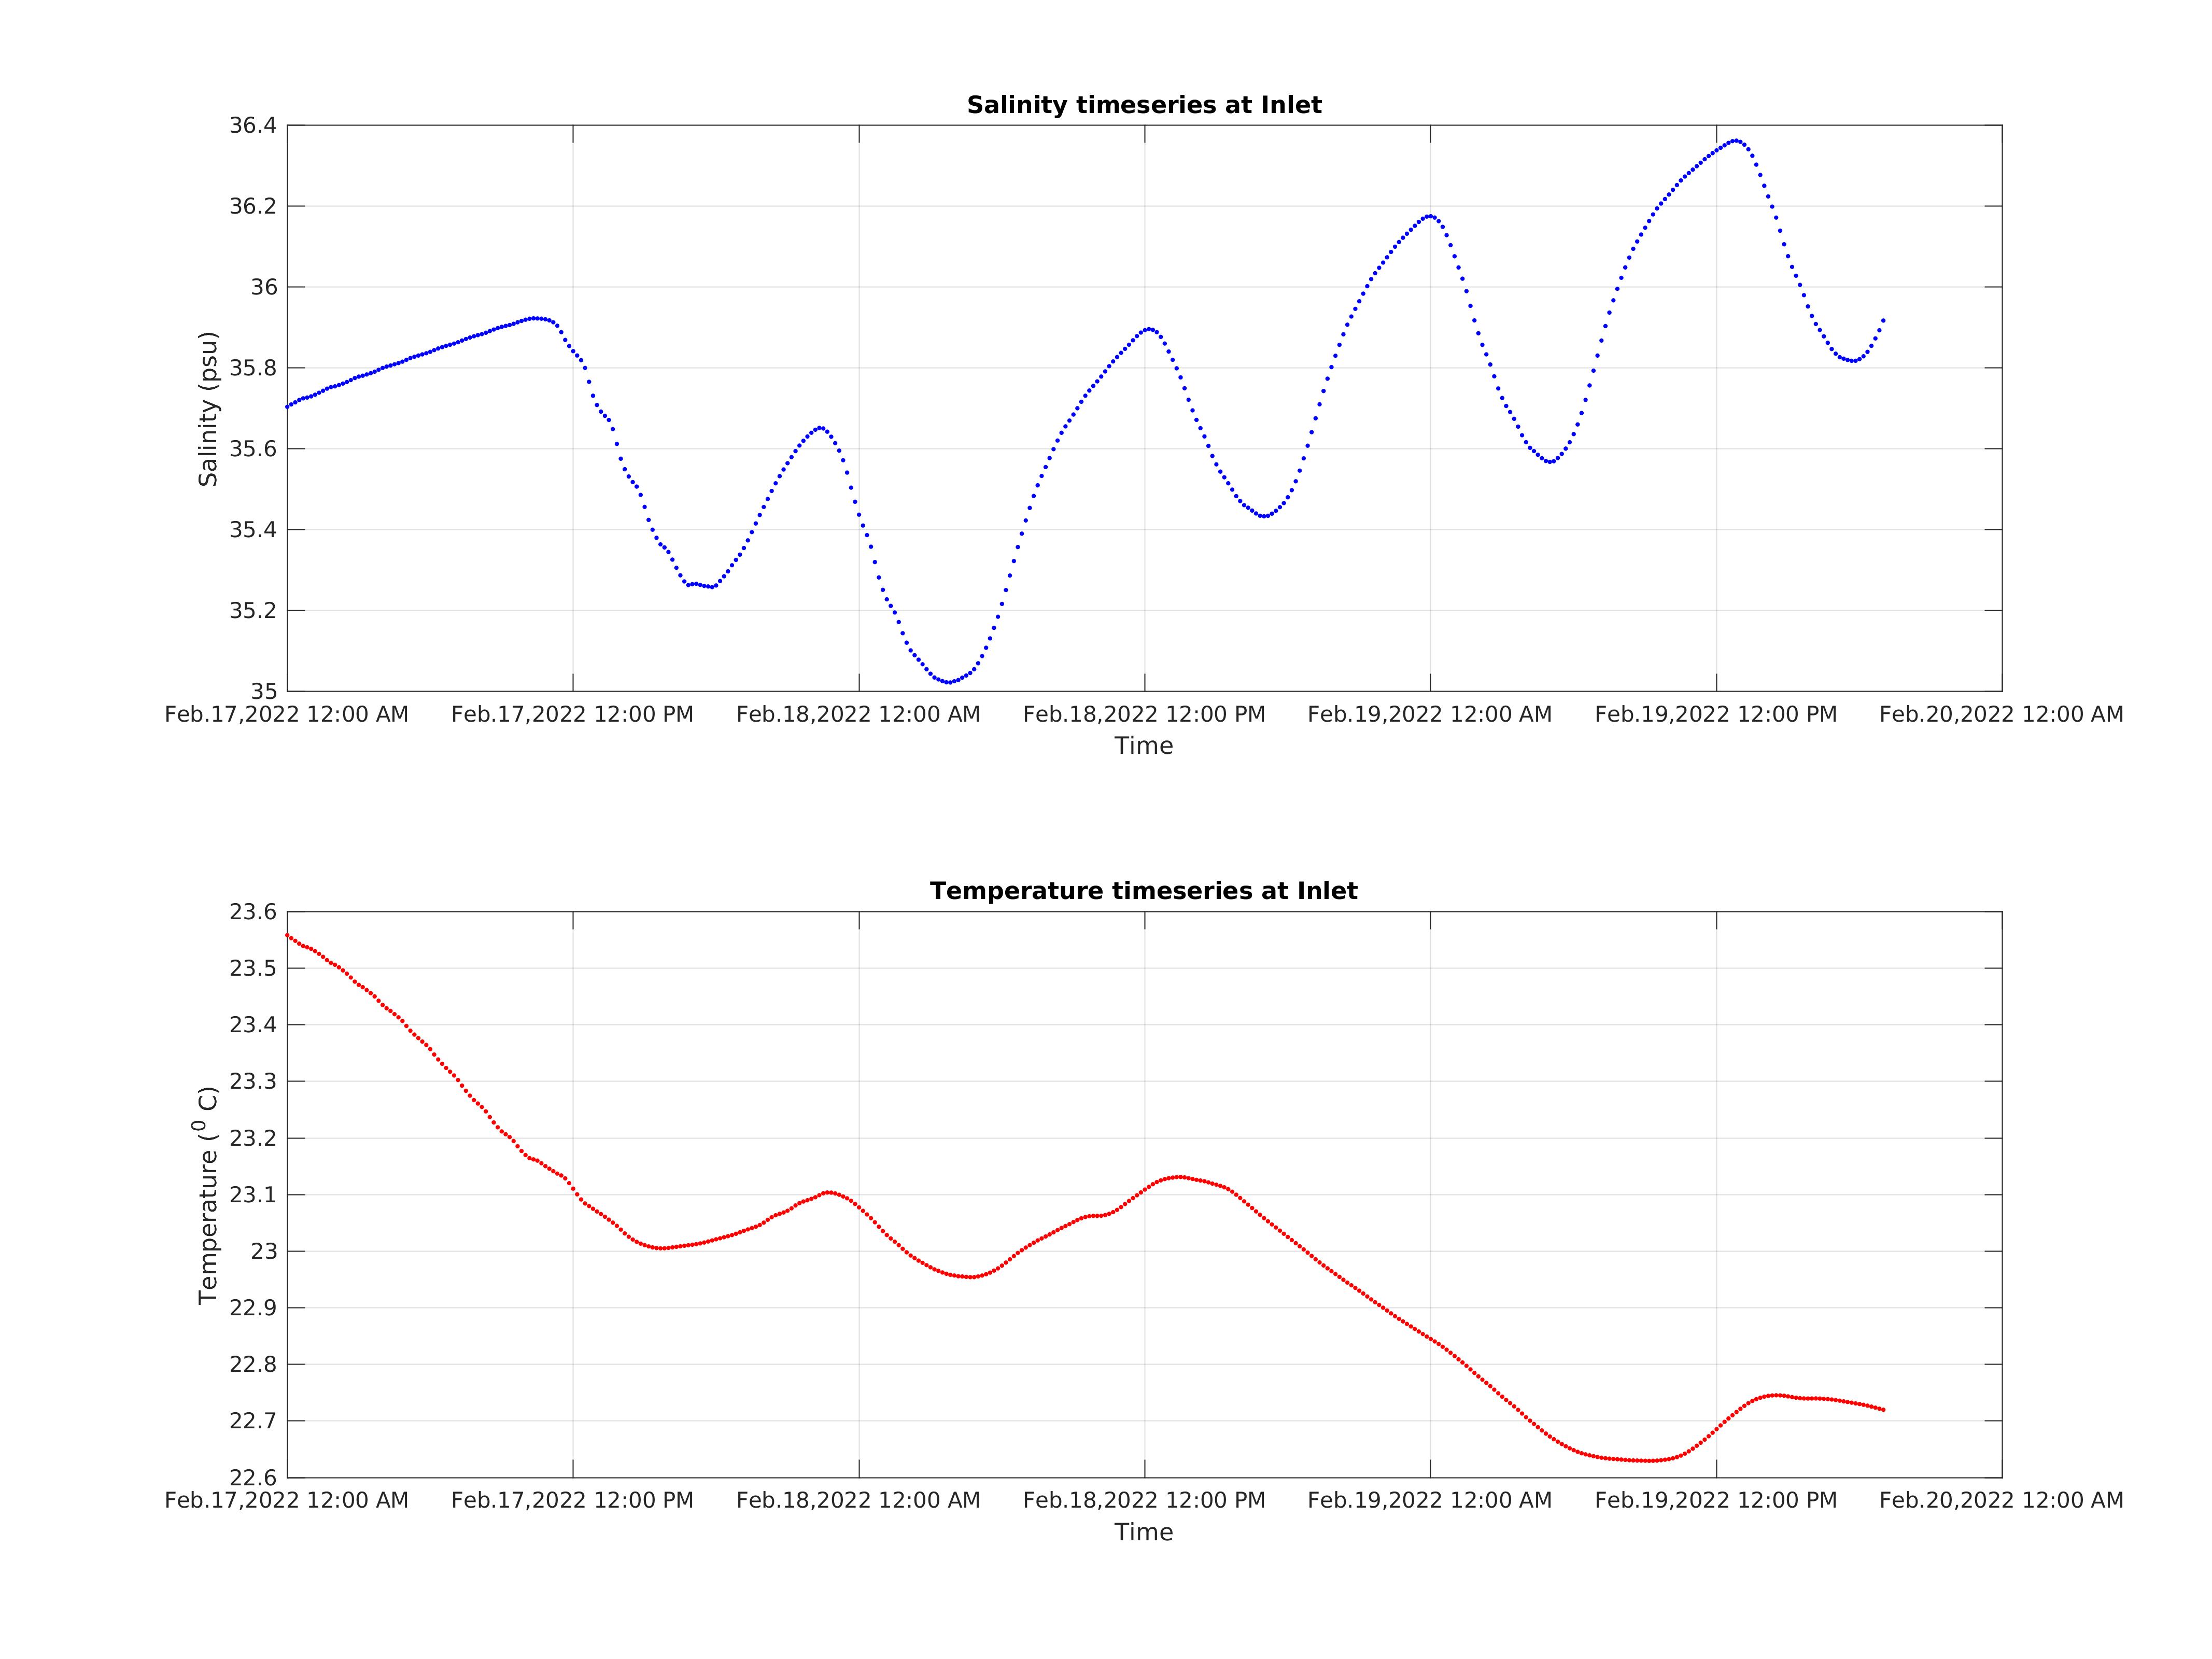 Salinity timeseries at Inlet
36.4
36.2
36
35.8
35.6
35.4
35.2
35
Salinity (psu)
Feb.17,2022 12:00 AM Feb.17,2022 12:00 PM Feb.18,2022 12:00 AM Feb.18,2022 12:00 PM Feb.19,2022 12:00 AM Feb.19,2022 12:00 PM Feb.20,2022 12:00 AM
Time
Temperature timeseries at Inlet
23.6
23.5
23.4
23.3
23.2
23.1
23
22.9
22.8
22.7
22.6
Temperature (⁰ C)
Feb.17,2022 12:00 AM Feb.17,2022 12:00 PM Feb.18,2022 12:00 AM Feb.18,2022 12:00 PM Feb.19,2022 12:00 AM Feb.19,2022 12:00 PM Feb.20,2022 12:00 AM
Time